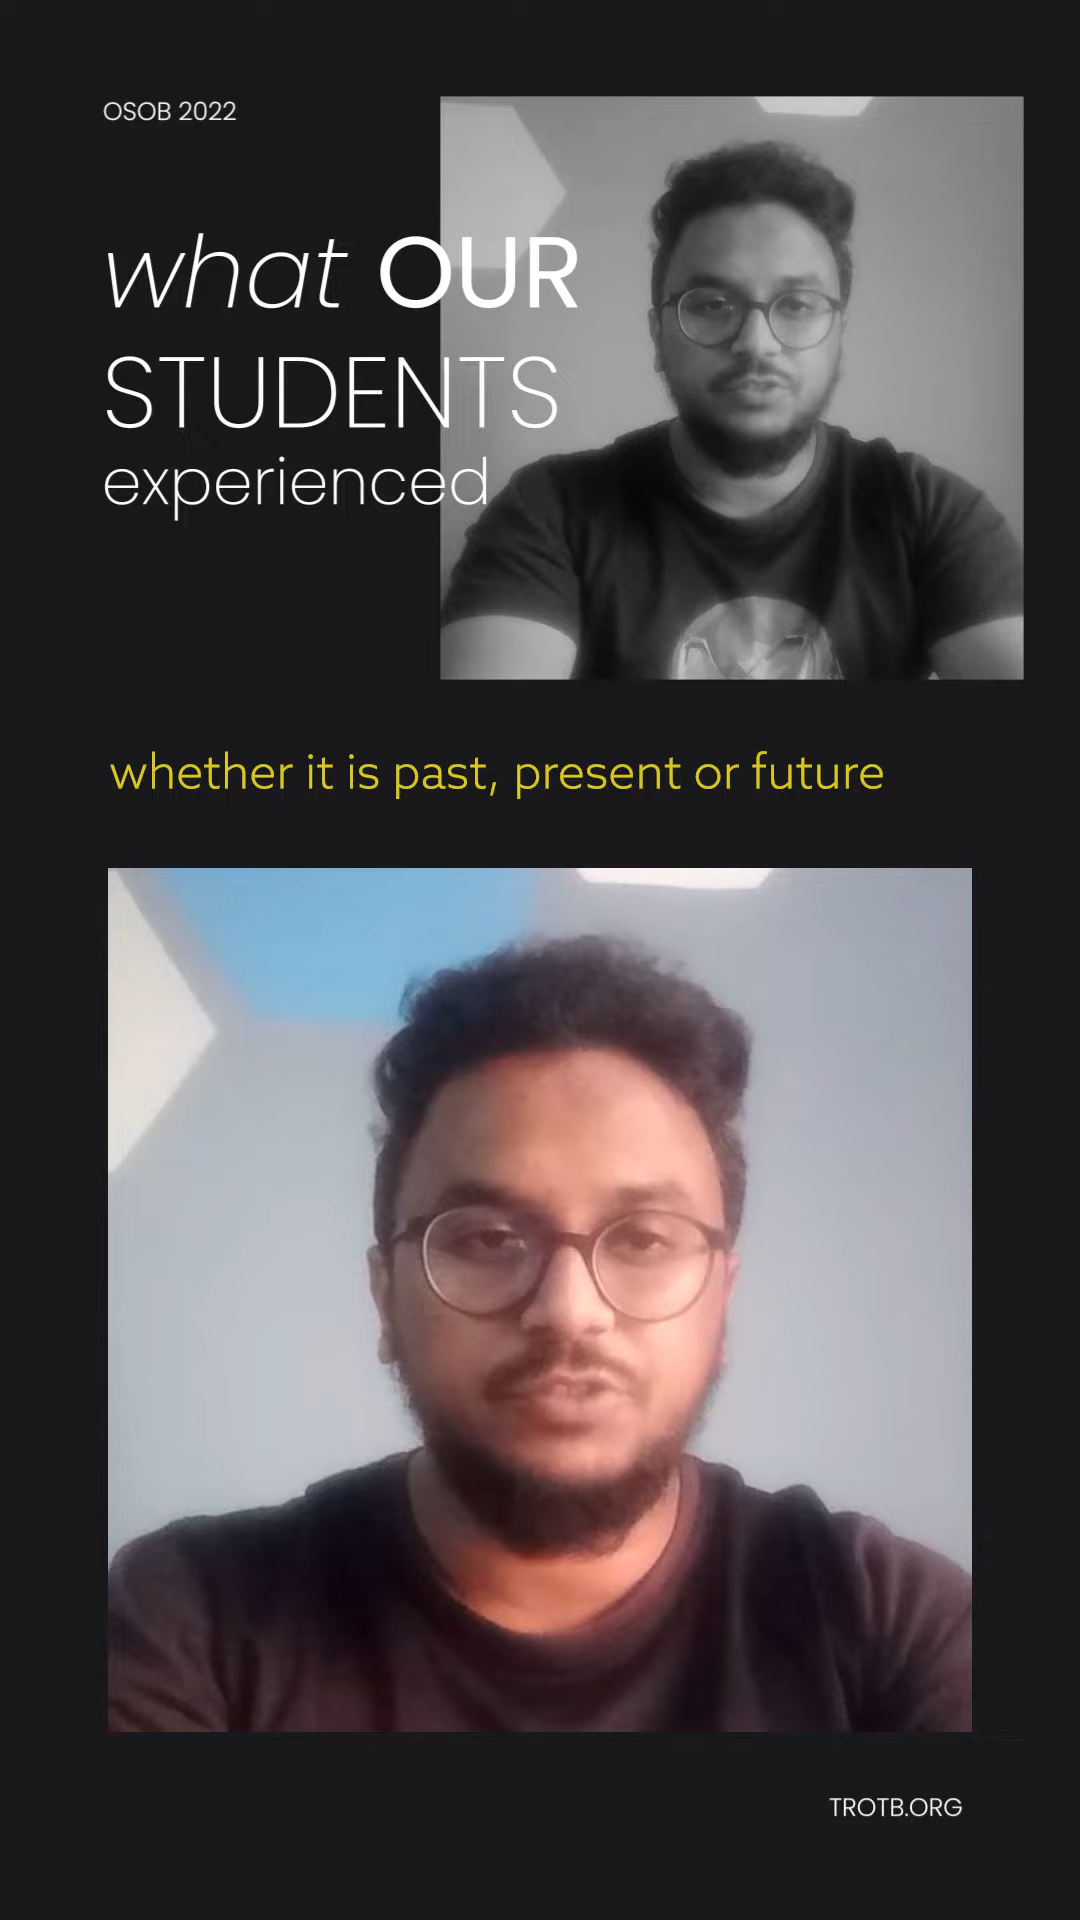 OSOB 2022
what OUR
STUDENTS
experienced
whether it is past, present or future
TROTB.ORG